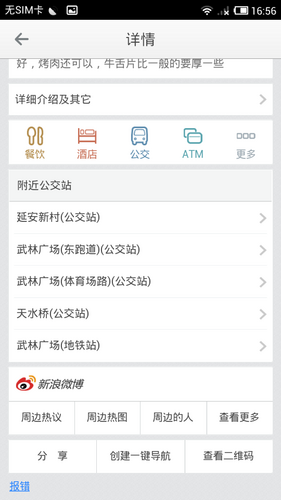 无SIM卡 16:56
详情
好，烤肉还可以，牛舌片比一般的要厚一些
详细介绍及其它
餐饮 酒店 公交 ATM 更多
附近公交站
延安新村(公交站)
武林广场(东跑道)(公交站)
武林广场(体育场路)(公交站)
天水桥(公交站)
武林广场(地铁站)
新浪微博
周边热议 周边热图 周边的人 查看更多
分 享 创建一键导航 查看二维码
报错